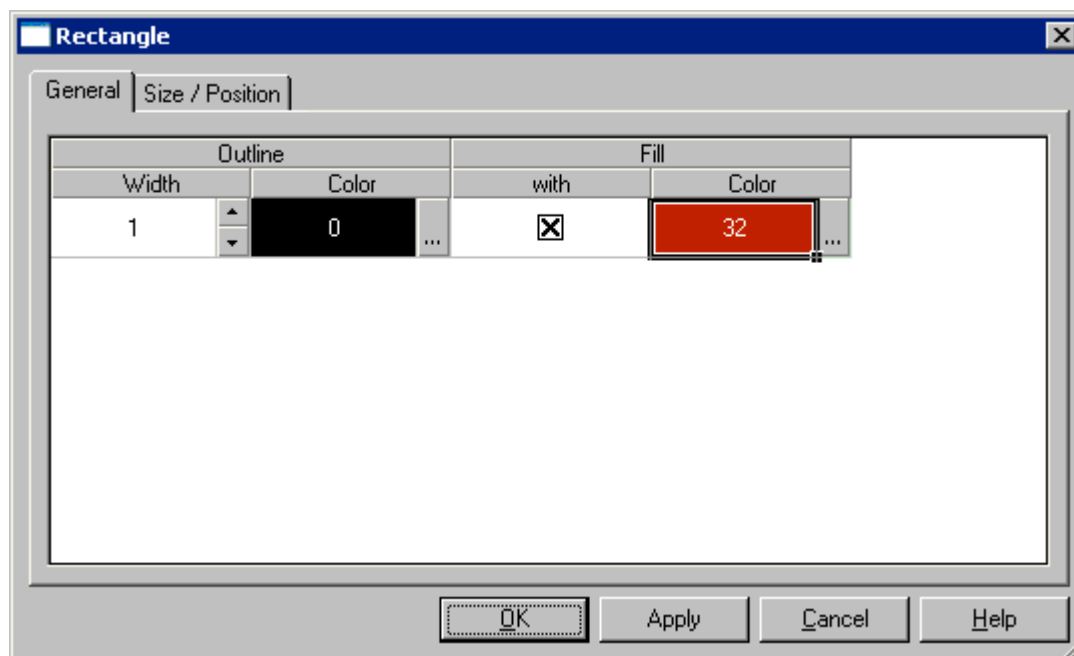 Rectangle
General Size / Position
Outline Fill
Width Color with Color
1 0 ... 32 ...
OK Apply Cancel Help